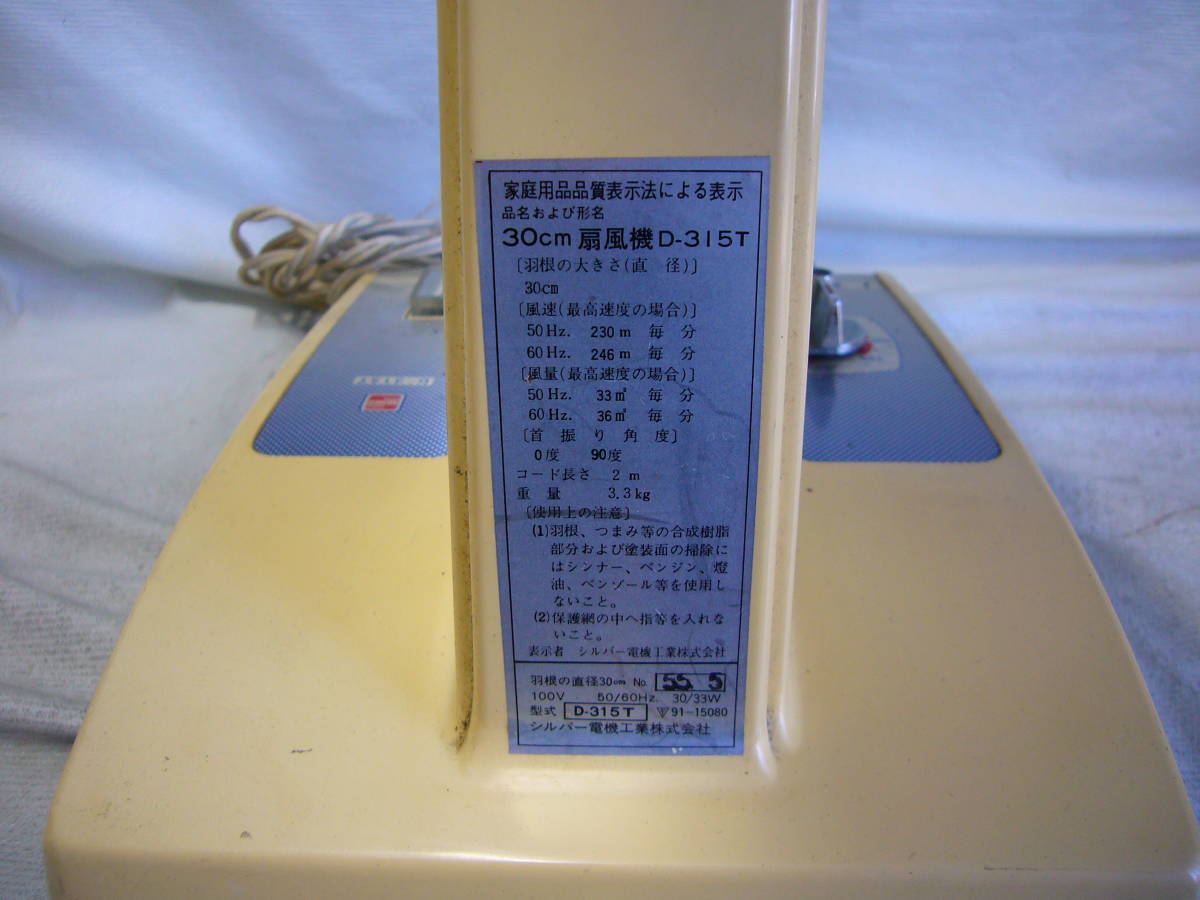 家庭用品品質表示法による表示
品名および形名
30cm 扇風機 D-315T
〔羽根の大きさ(直 径)〕
30cm
〔風速(最高速度の場合)〕
50Hz. 230m 毎 分
60Hz. 246m 毎 分
〔風量(最高速度の場合)〕
50Hz. 33㎥ 毎 分
60Hz. 36㎥ 毎 分
〔首 振 り 角 度〕
0度 90度
コード長さ 2 m
重 量 3.3kg
〔使用上の注意〕
(1)羽根、つまみ等の合成樹脂
部分および塗装面の掃除に
はシンナー、ベンジン、燈
油、ベンゾール等を使用し
ないこと。
(2)保護網の中へ指等を入れな
いこと。
表示者 シルバー電機工業株式会社
羽根の直径30cm No. 55. 5
100V 50/60Hz. 30/33W
型式 D-315T 91-15080
シルバー電機工業株式会社